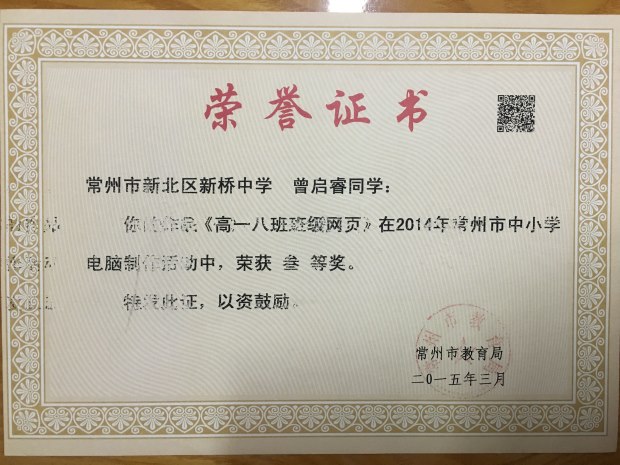 荣誉证书
常州市新北区新桥中学 曾启睿同学：
你的作品《高一八班班级网页》在2014年常州市中小学
电脑制作活动中，荣获 叁 等奖。
特发此证，以资鼓励。
常州市教育局
二〇一五年三月